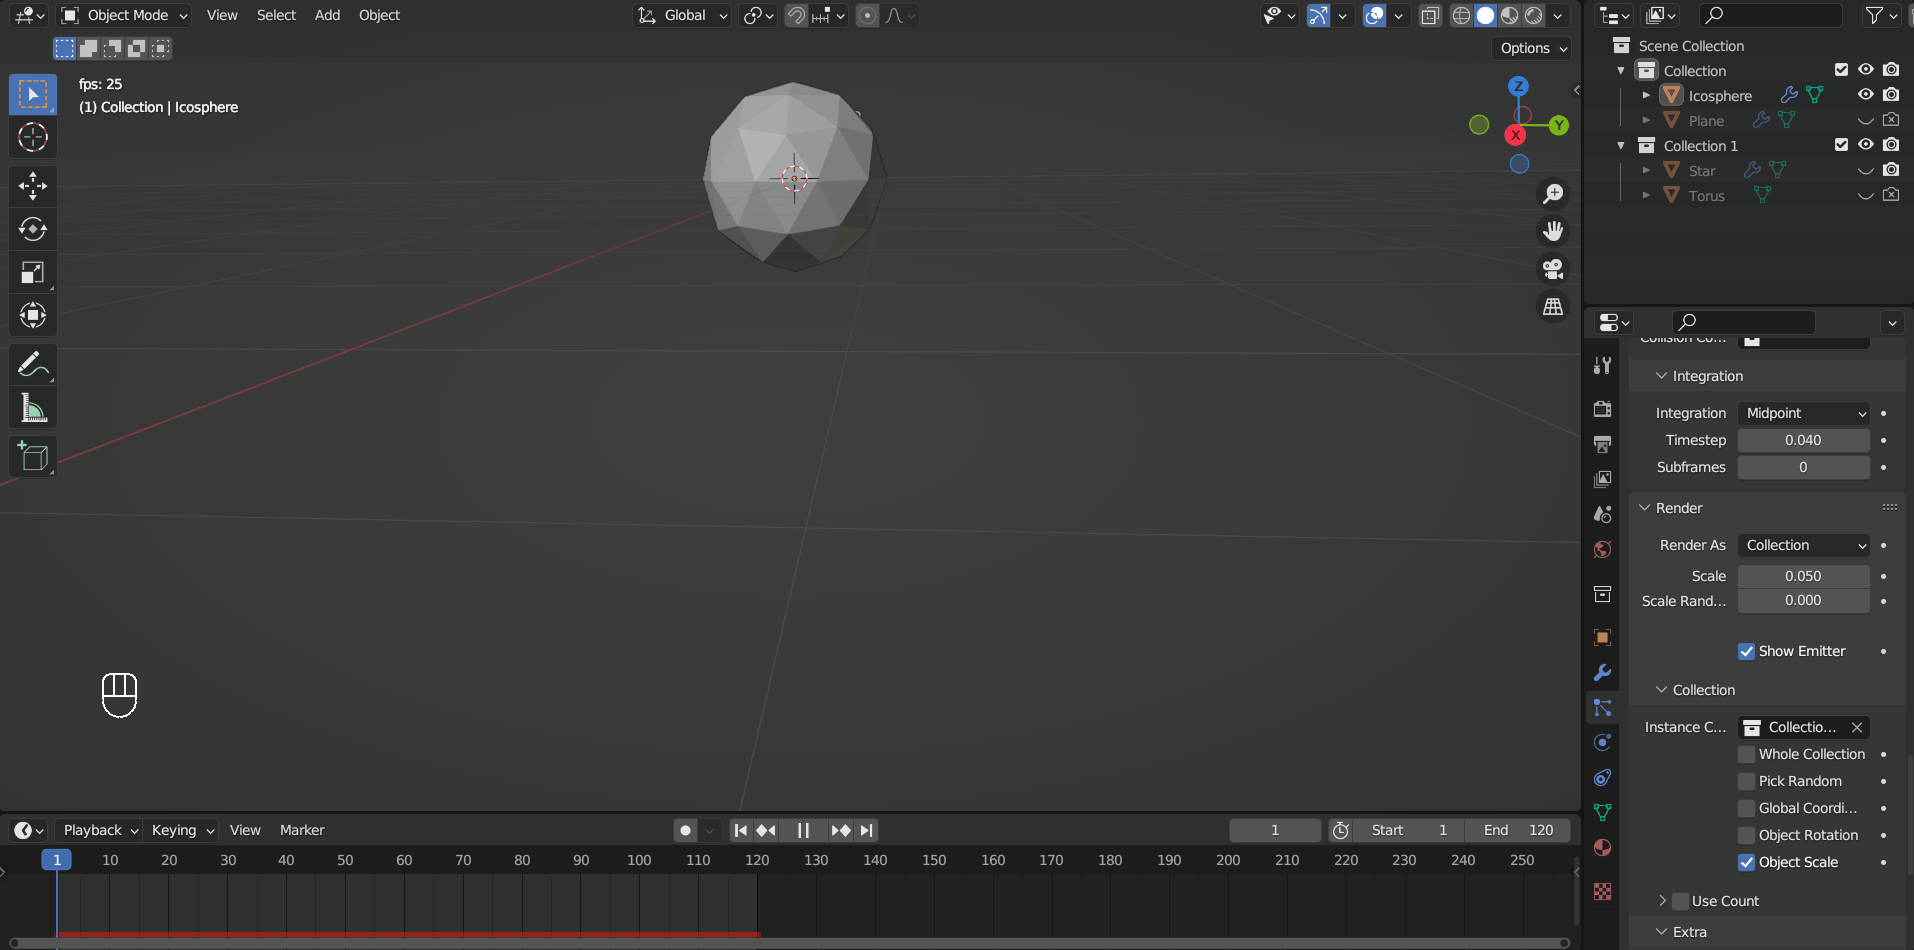 Object Mode View Select Add Object Global
Options
fps: 25
(1) Collection | Icosphere
Z
Y
X
Scene Collection
Collection
Icosphere
Plane
Collection 1
Star
Torus
Collision Co...
Integration
Integration Midpoint
Timestep 0.040
Subframes 0
Render
Render As Collection
Scale 0.050
Scale Rand... 0.000
Show Emitter
Collection
Instance C... Collectio...
Whole Collection
Pick Random
Global Coordi...
Object Rotation
Object Scale
Use Count
Extra
Playback Keying View Marker 1 Start 1 End 120
1 10 20 30 40 50 60 70 80 90 100 110 120 130 140 150 160 170 180 190 200 210 220 230 240 250